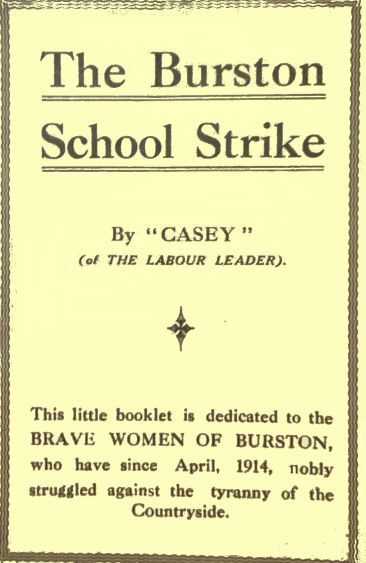 The Burston
School Strike
By "CASEY"
(of THE LABOUR LEADER).
This little booklet is dedicated to the
BRAVE WOMEN OF BURSTON,
who have since April, 1914, nobly
struggled against the tyranny of the
Countryside.